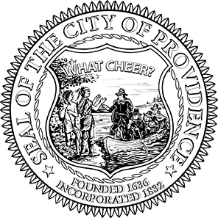 SEAL OF THE CITY OF PROVIDENCE
WHAT CHEER?
FOUNDED 1636
INCORPORATED 1832